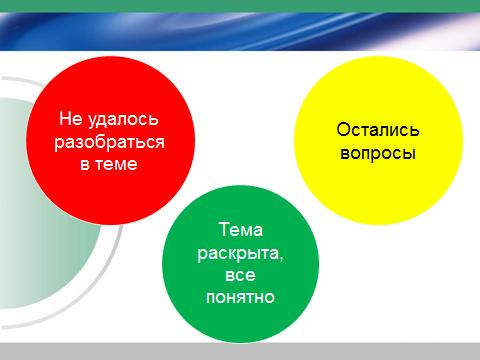 Не удалось
разобраться
в теме
Остались
вопросы
Тема
раскрыта,
все
понятно